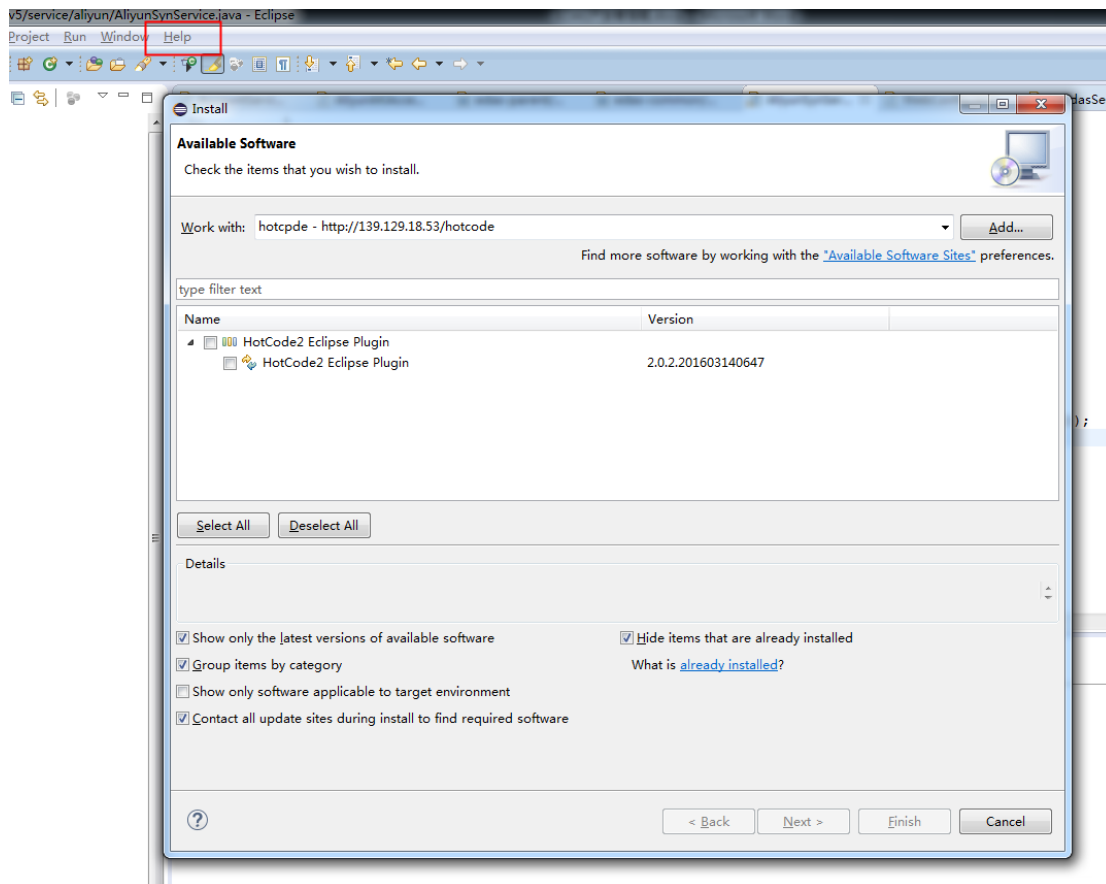 v5/service/aliyun/AliyunSynService.java - Eclipse
Project Run Window Help
Install
dasSe
Available Software
Check the items that you wish to install.
Work with: hotcpde - http://139.129.18.53/hotcode Add...
Find more software by working with the "Available Software Sites" preferences.
type filter text
Name Version
HotCode2 Eclipse Plugin
HotCode2 Eclipse Plugin 2.0.2.201603140647
);
Select All Deselect All
Details
Show only the latest versions of available software Hide items that are already installed
Group items by category What is already installed?
Show only software applicable to target environment
Contact all update sites during install to find required software
< Back Next > Finish Cancel